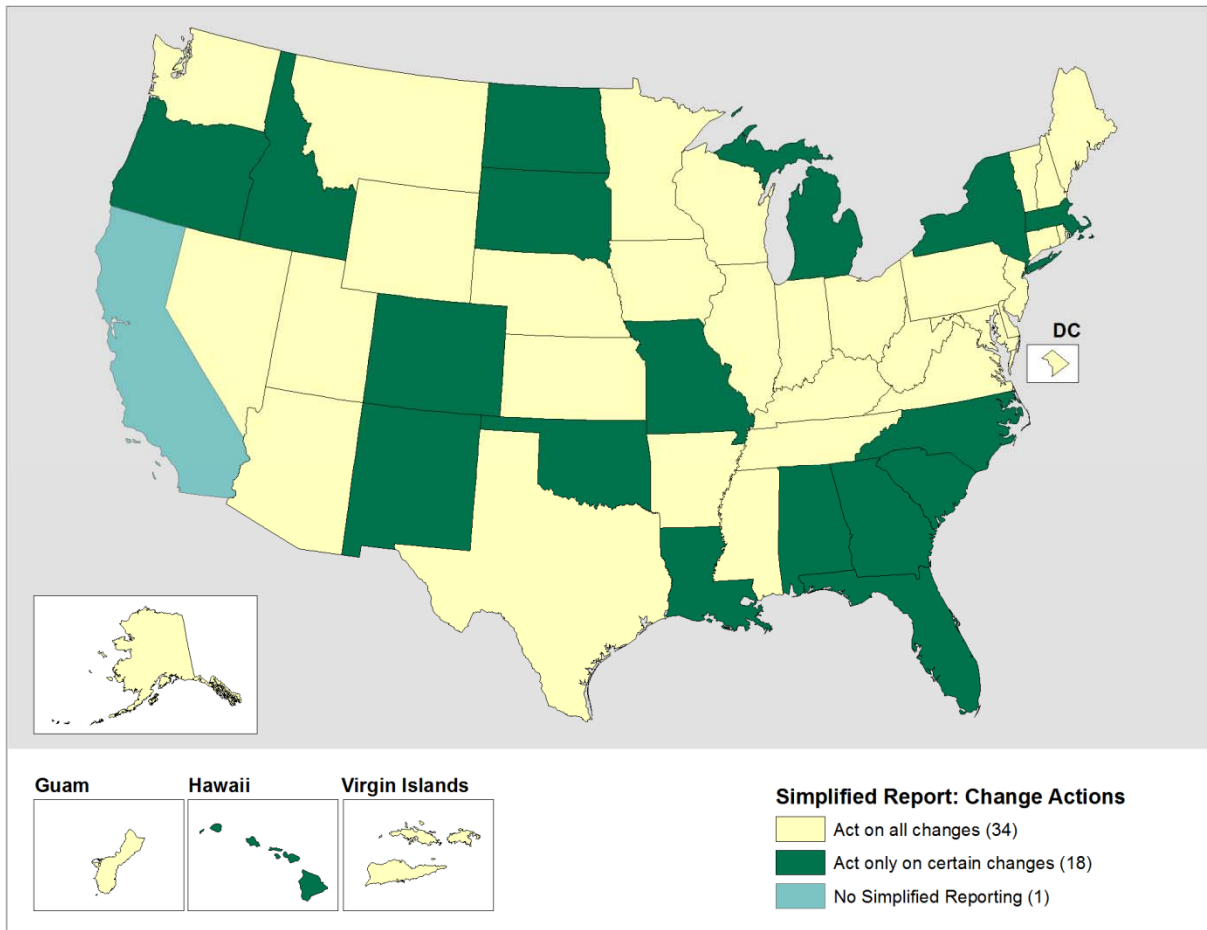 DC
Guam
Hawaii
Virgin Islands
Simplified Report: Change Actions
Act on all changes (34)
Act only on certain changes (18)
No Simplified Reporting (1)